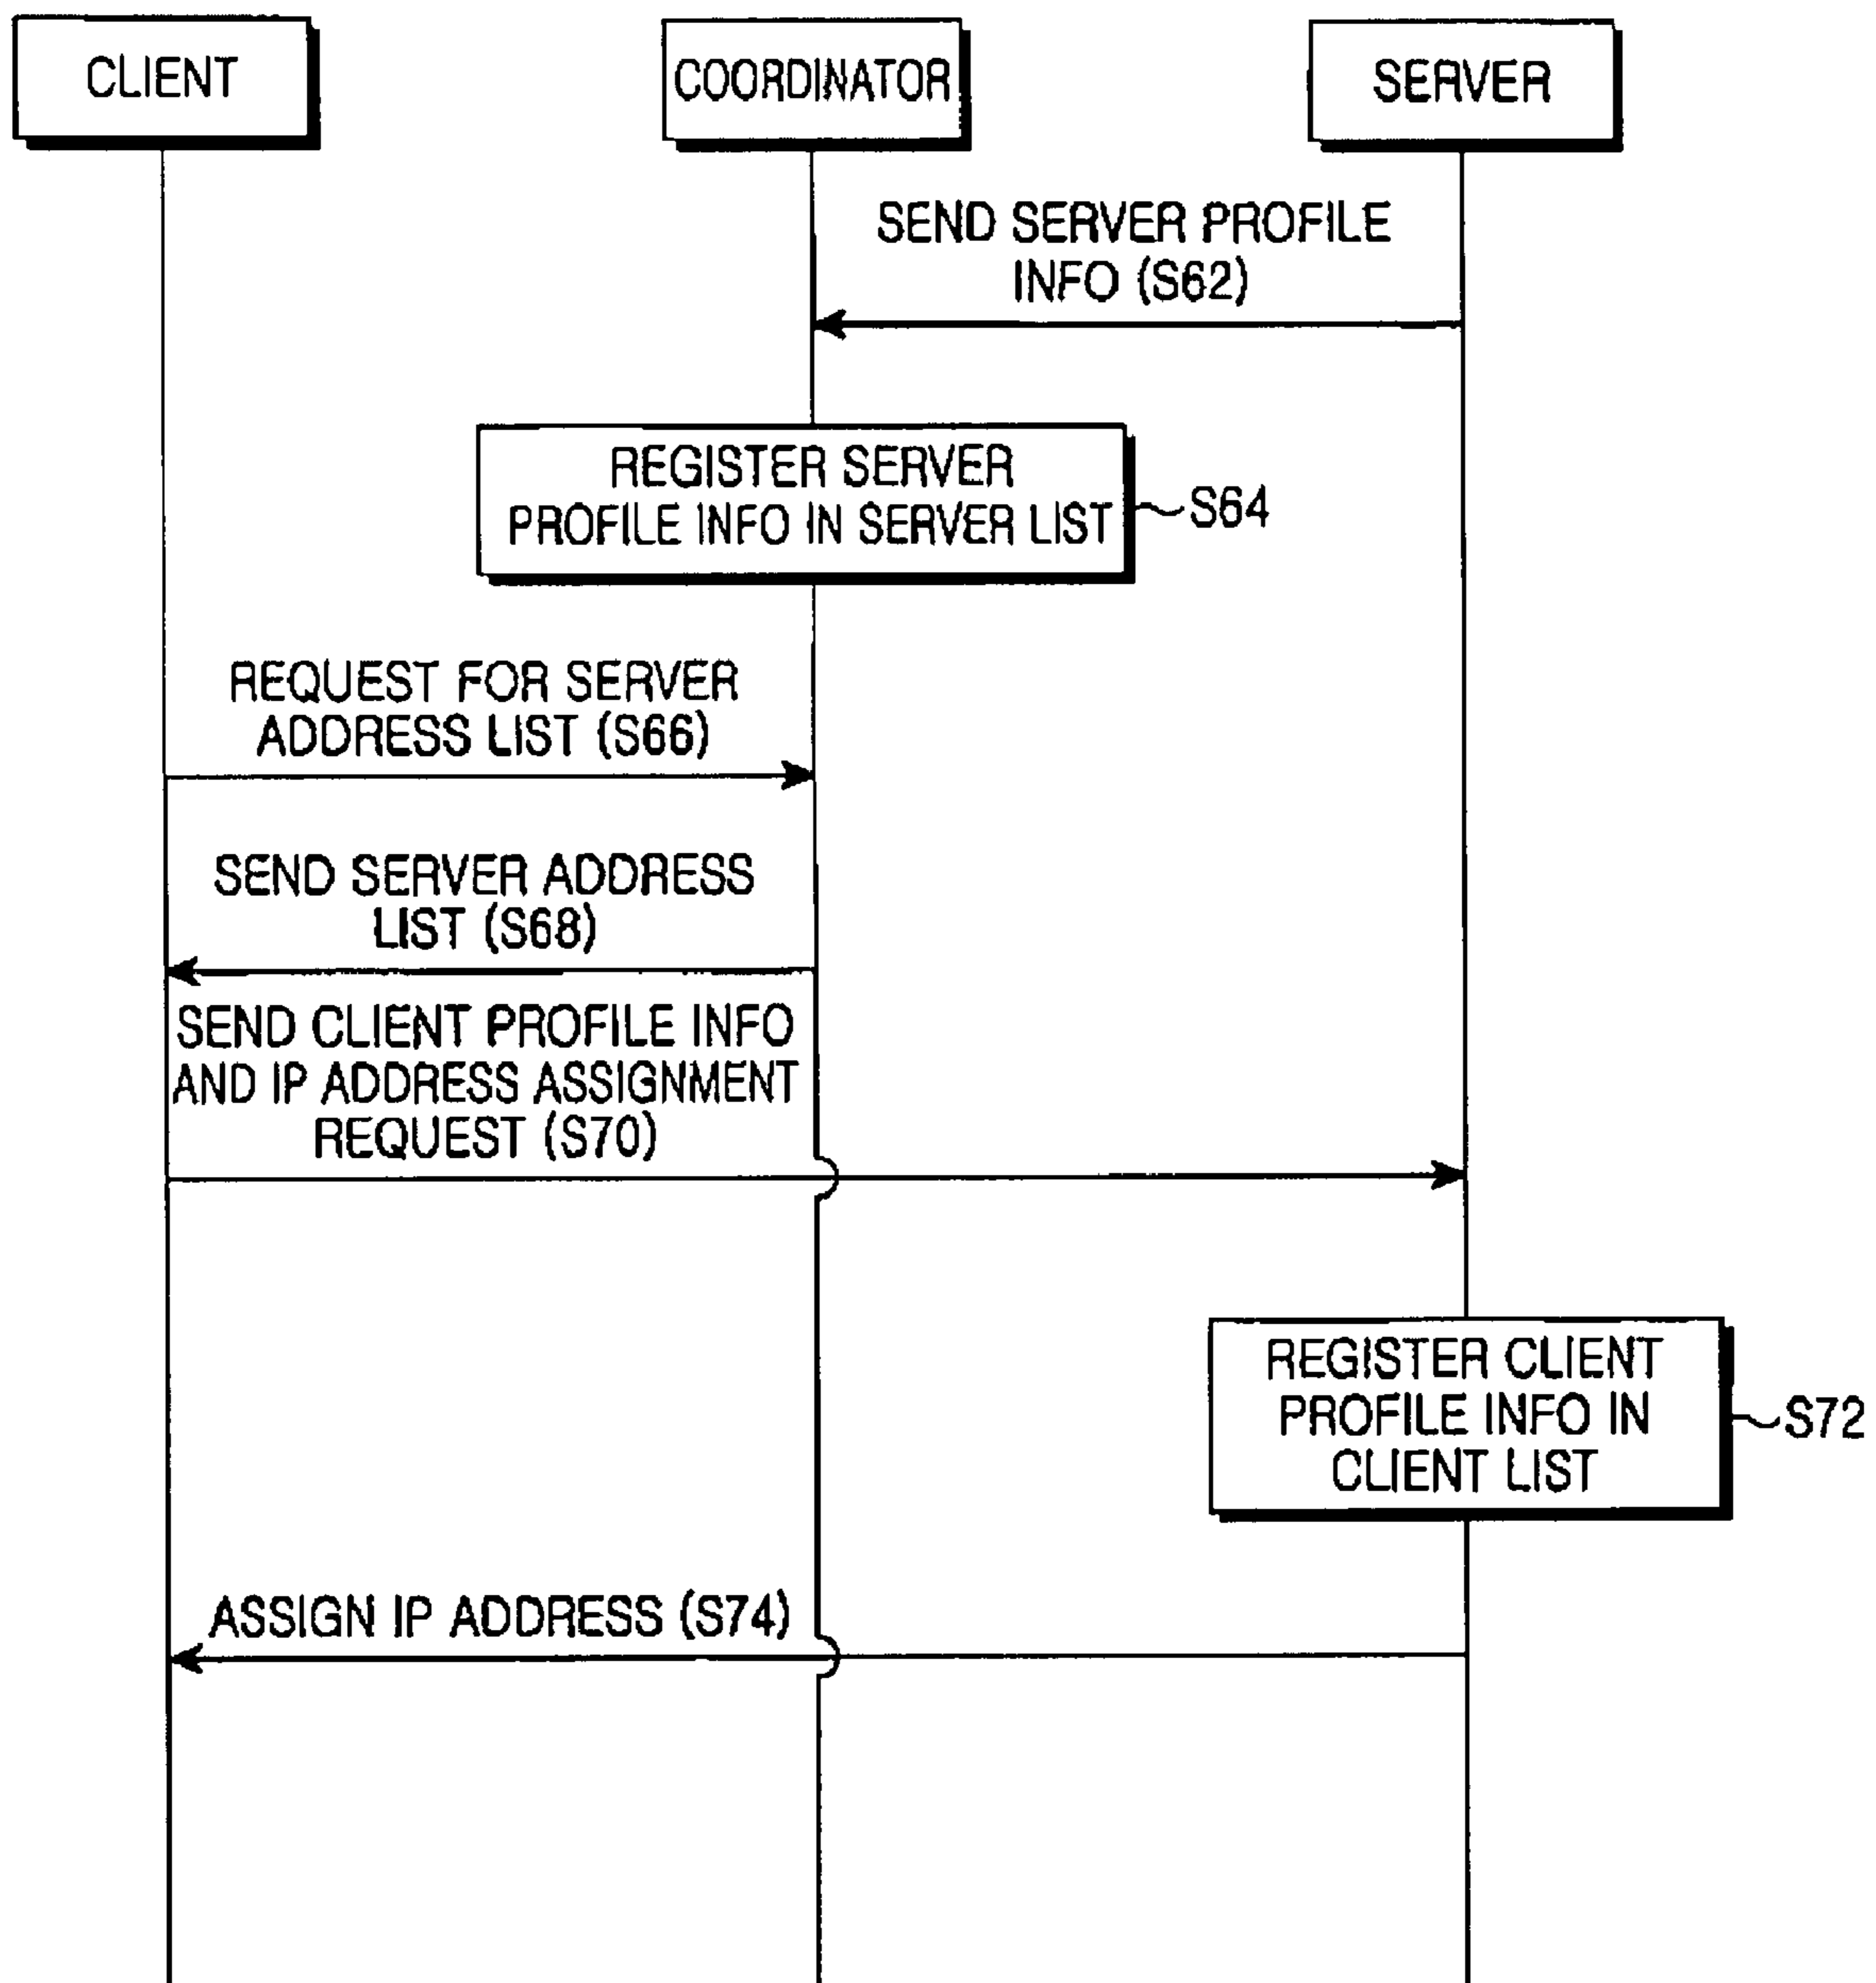 CLIENT
COORDINATOR
SERVER
SEND SERVER PROFILE
INFO (S62)
REGISTER SERVER
PROFILE INFO IN SERVER LIST
S64
REQUEST FOR SERVER
ADDRESS LIST (S66)
SEND SERVER ADDRESS
LIST (S68)
SEND CLIENT PROFILE INFO
AND IP ADDRESS ASSIGNMENT
REQUEST (S70)
REGISTER CLIENT
PROFILE INFO IN
CLIENT LIST
S72
ASSIGN IP ADDRESS (S74)